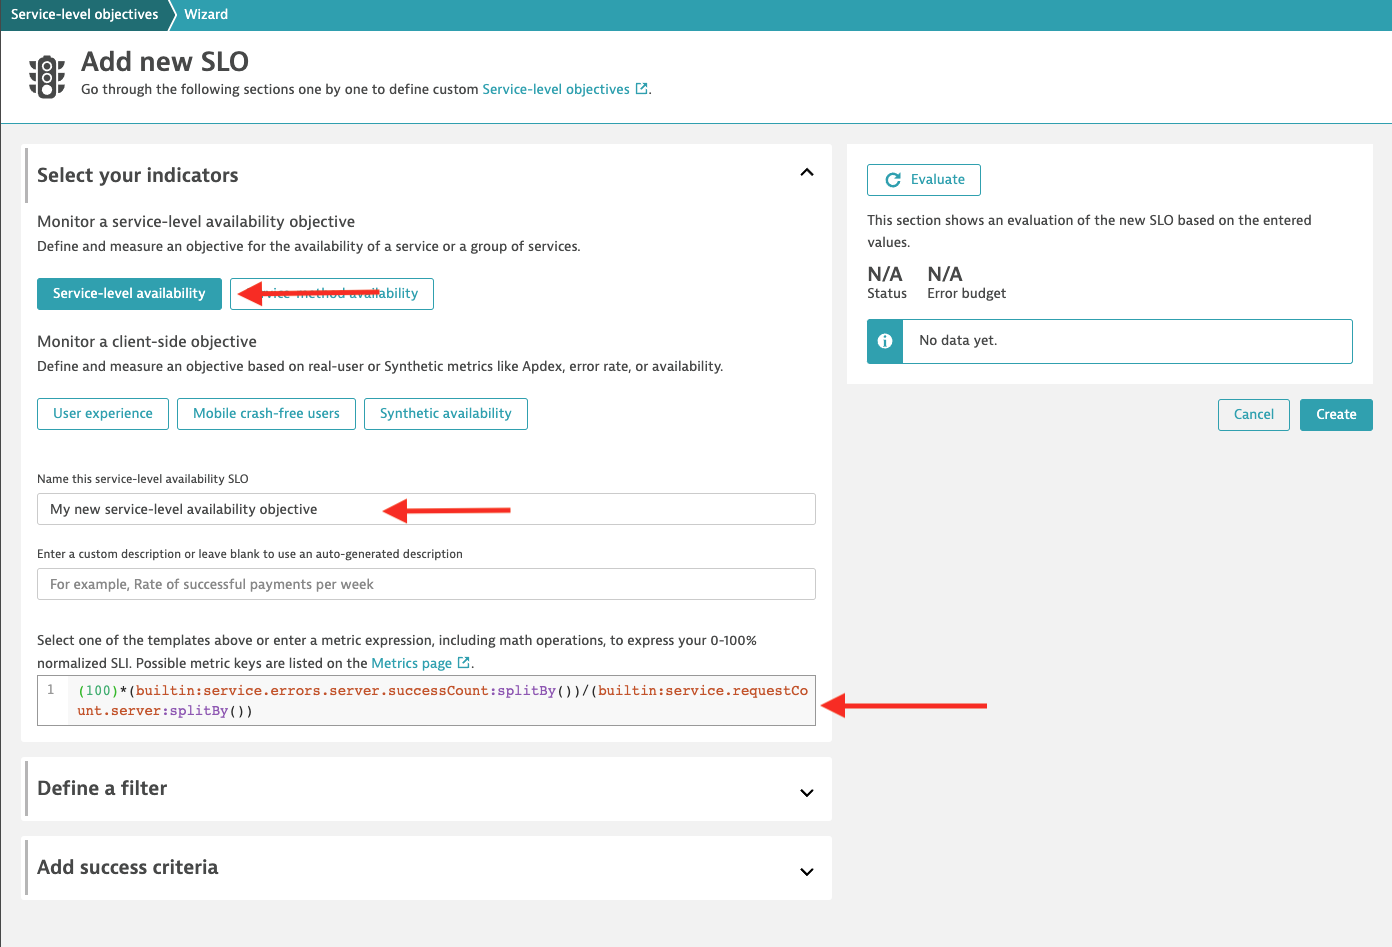 Service-level objectives
Wizard
Add new SLO
Go through the following sections one by one to define custom Service-level objectives.
Select your indicators
Monitor a service-level availability objective
Define and measure an objective for the availability of a service or a group of services.
Service-level availability
availability
Monitor a client-side objective
Define and measure an objective based on real-user or Synthetic metrics like Apdex, error rate, or availability.
User experience
Mobile crash-free users
Synthetic availability
Name this service-level availability SLO
My new service-level availability objective
Enter a custom description or leave blank to use an auto-generated description
For example, Rate of successful payments per week
Select one of the templates above or enter a metric expression, including math operations, to express your 0-100%
normalized SLI. Possible metric keys are listed on the Metrics page.
1
(100)*(builtin:service.errors.server.successCount:splitBy())/(builtin:service.requestCo
unt.server:splitBy())
Define a filter
Add success criteria
Evaluate
This section shows an evaluation of the new SLO based on the entered
values.
N/A
N/A
Status
Error budget
No data yet.
Cancel
Create